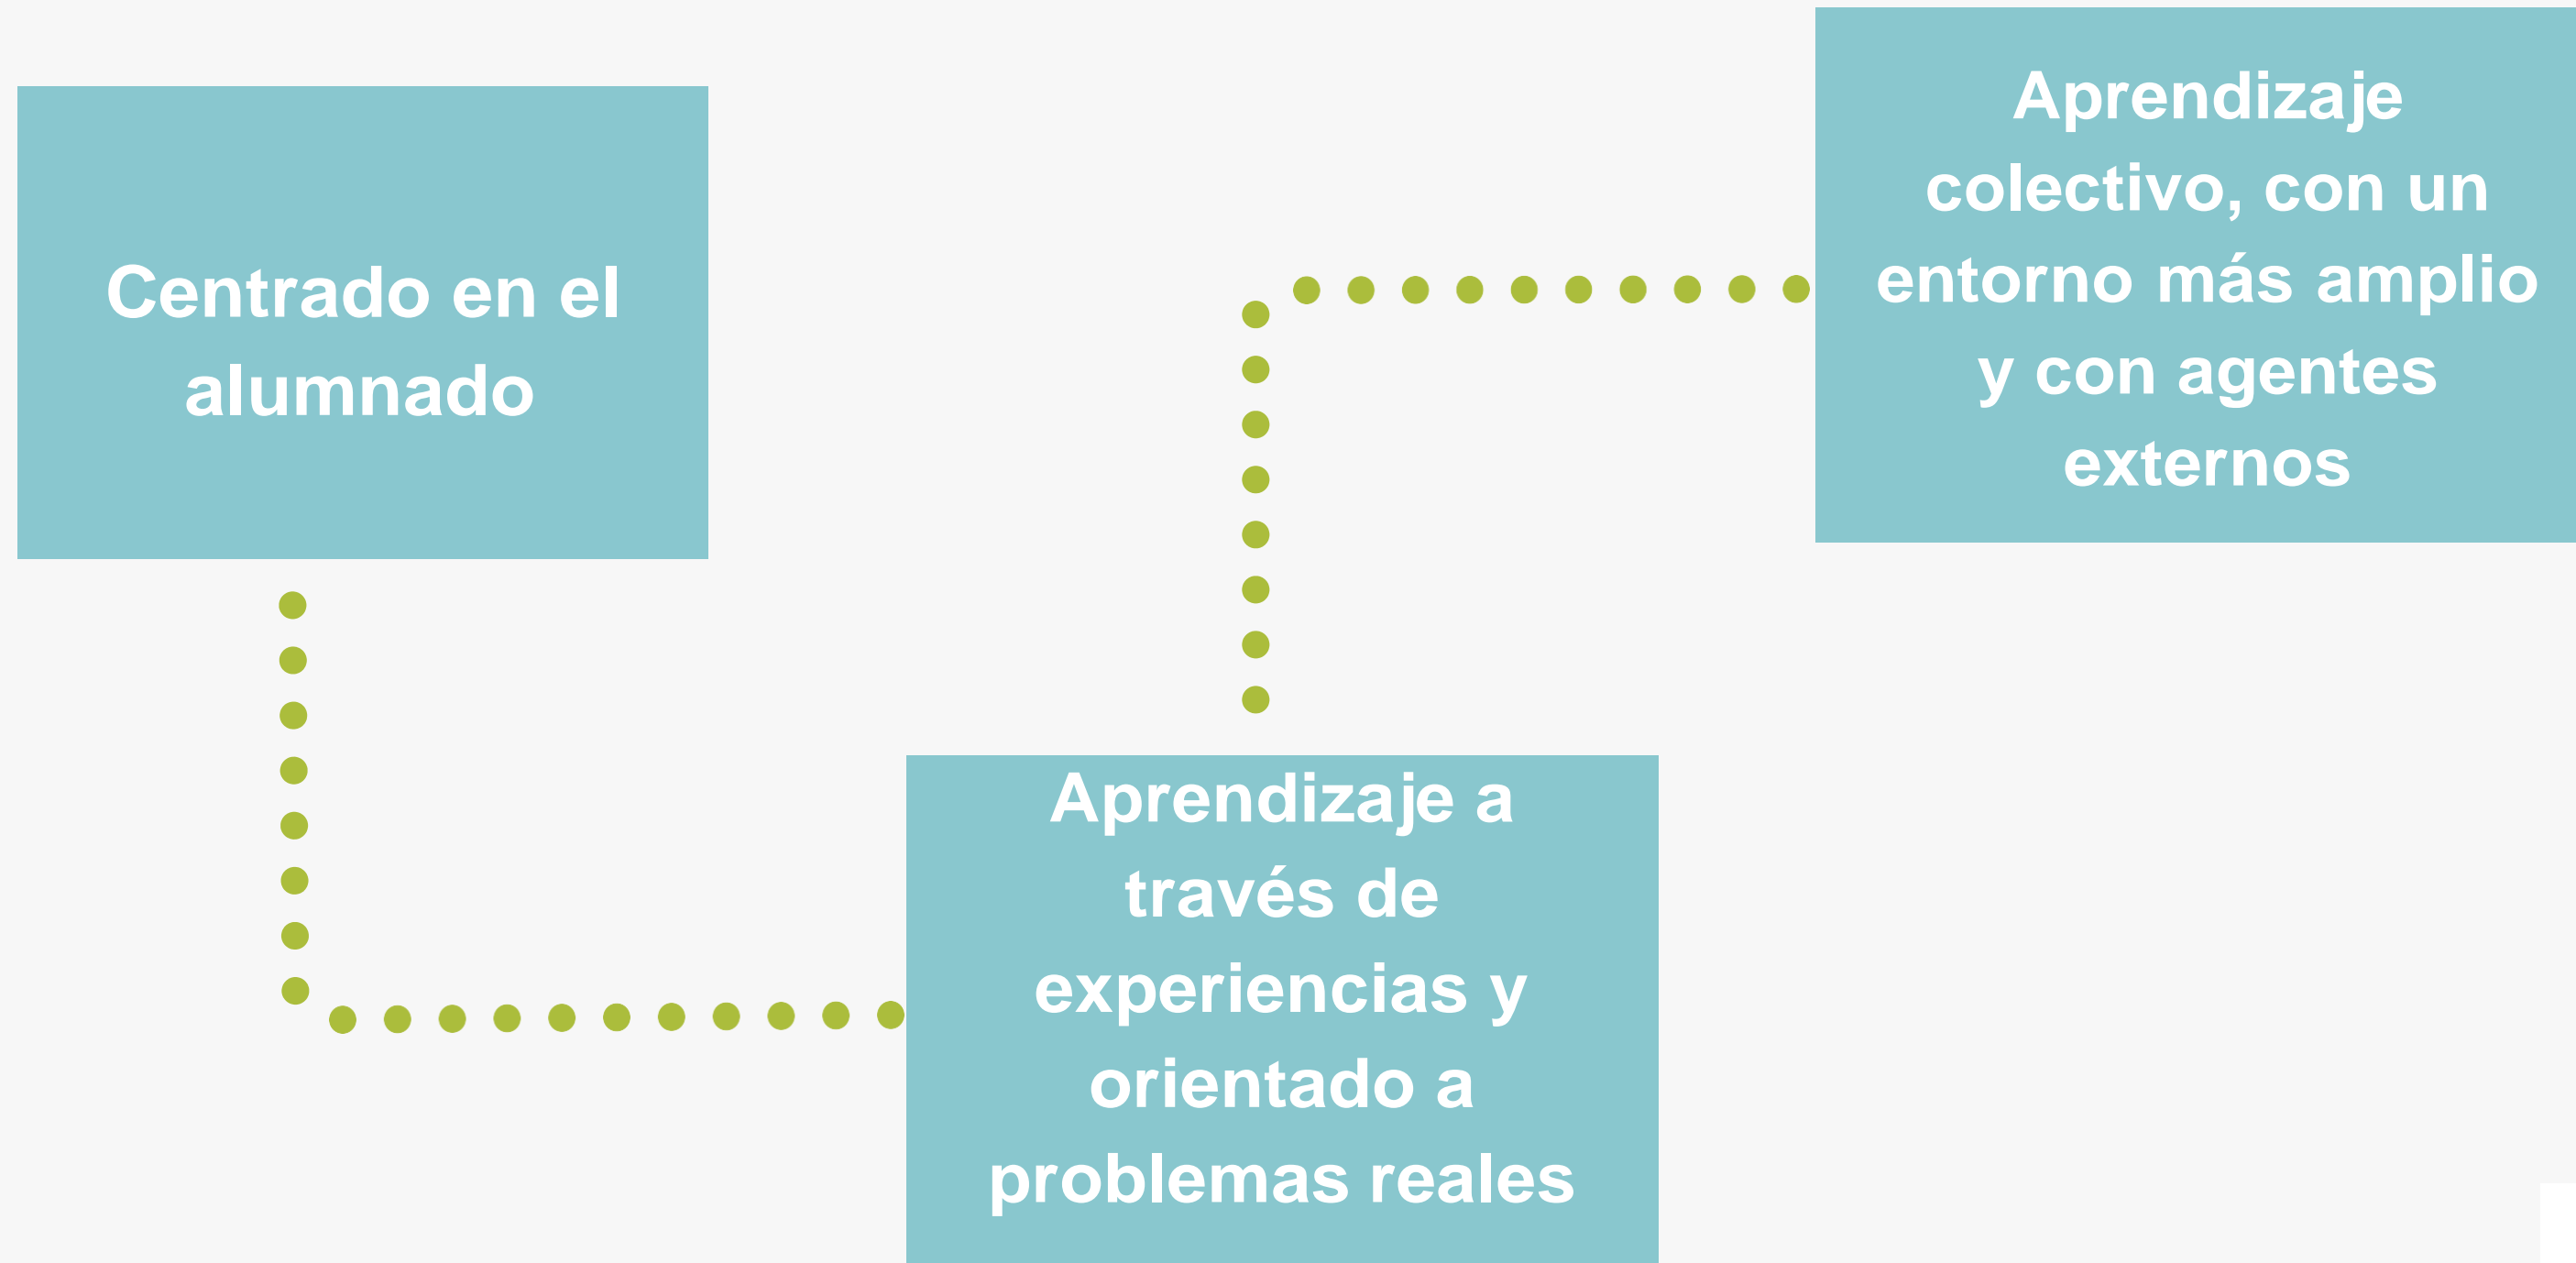 Centrado en el
alumnado
Aprendizaje a
través de
experiencias y
orientado a
problemas reales
Aprendizaje
colectivo, con un
entorno más amplio
y con agentes
externos